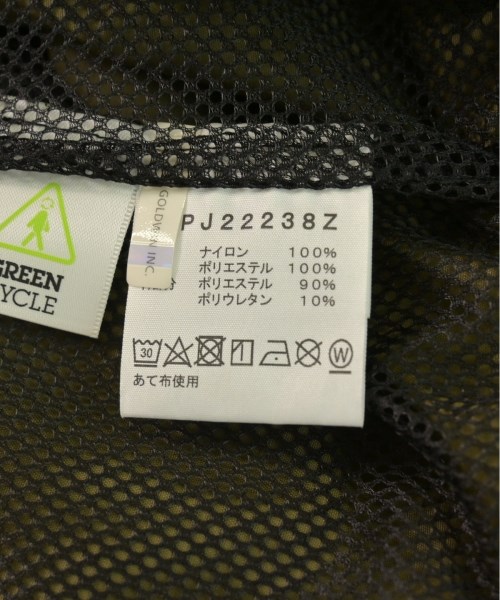 GREEN
CYCLE
GOLDWIN INC.
PJ22238Z
ナイロン 100%
ポリエステル 100%
ポリエステル 90%
ポリウレタン 10%
30
W
あて布使用